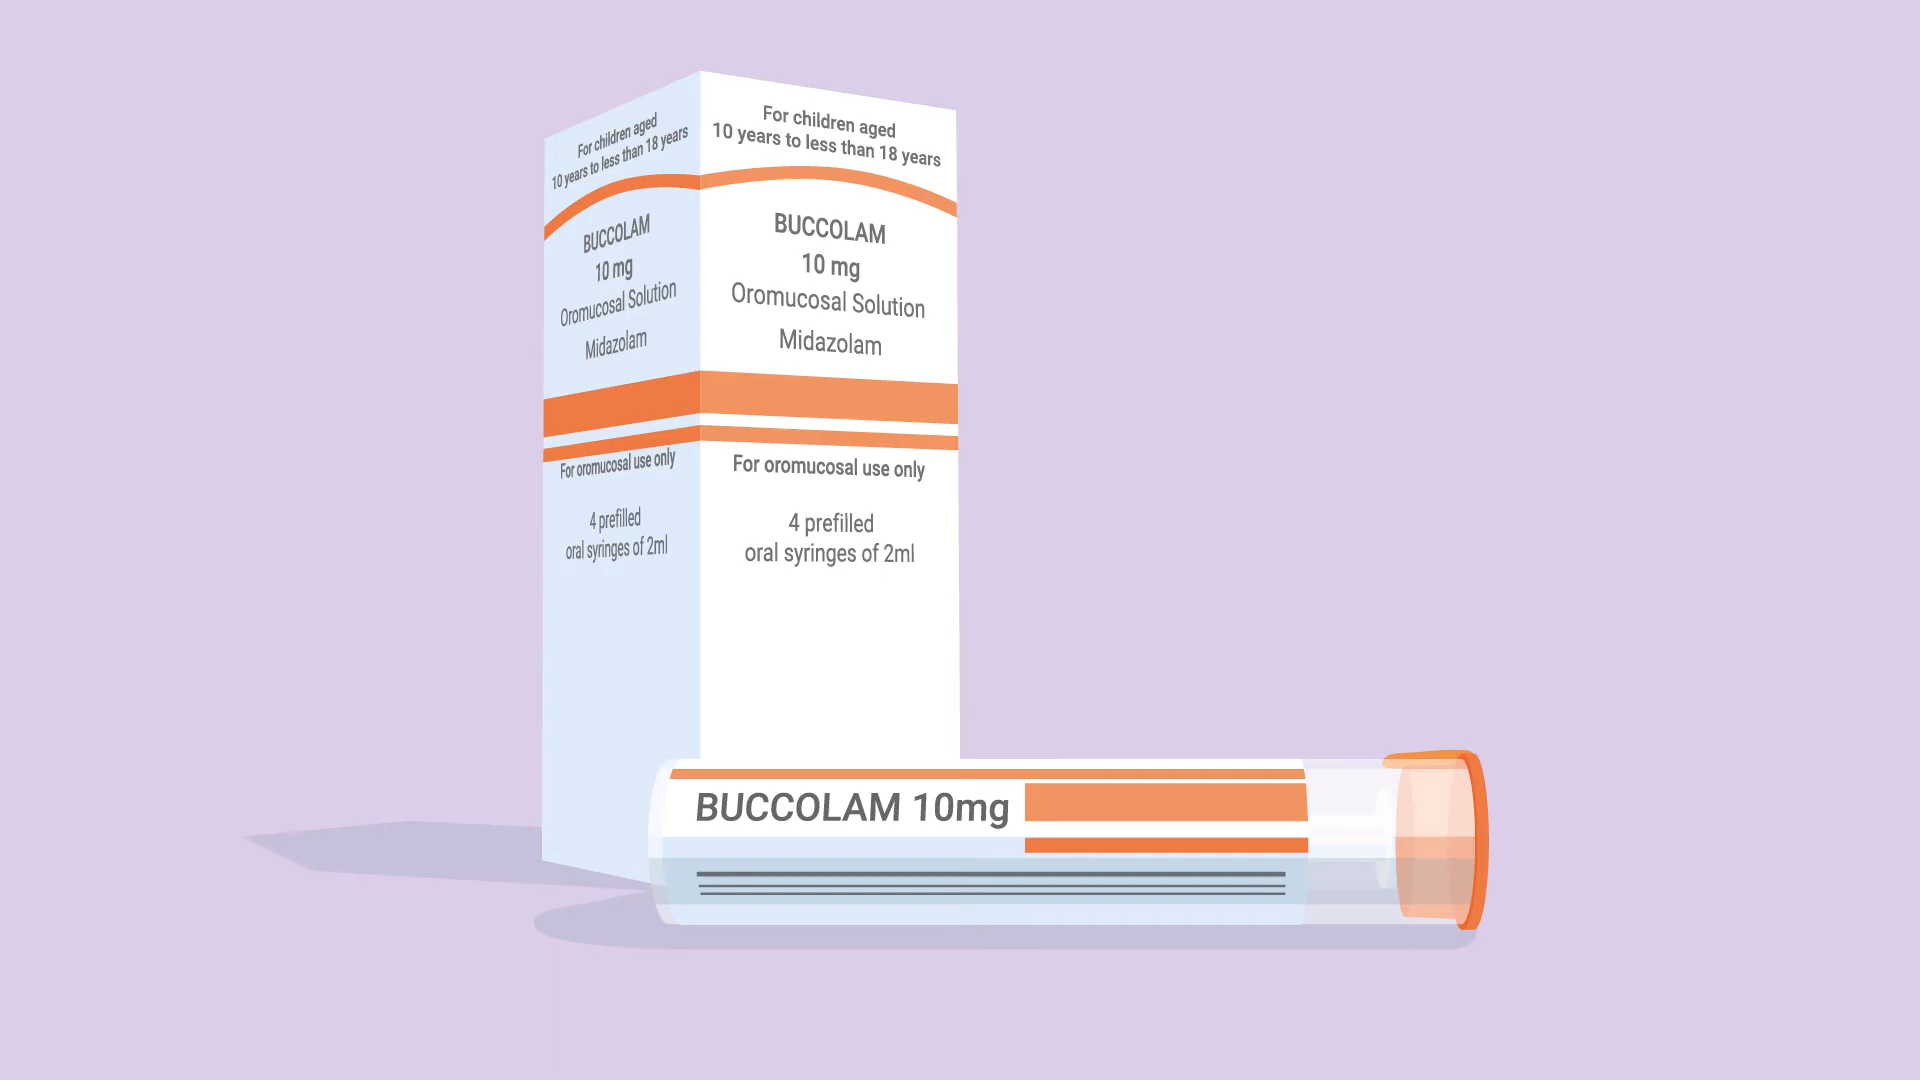 For children aged
10 years to less than 18 years
BUCCOLAM
10 mg
Oromucosal Solution
Midazolam
For oromucosal use only
4 prefilled
oral syringes of 2ml
For children aged
10 years to less than 18 years
BUCCOLAM
10 mg
Oromucosal Solution
Midazolam
For oromucosal use only
4 prefilled
oral syringes of 2ml
BUCCOLAM 10mg